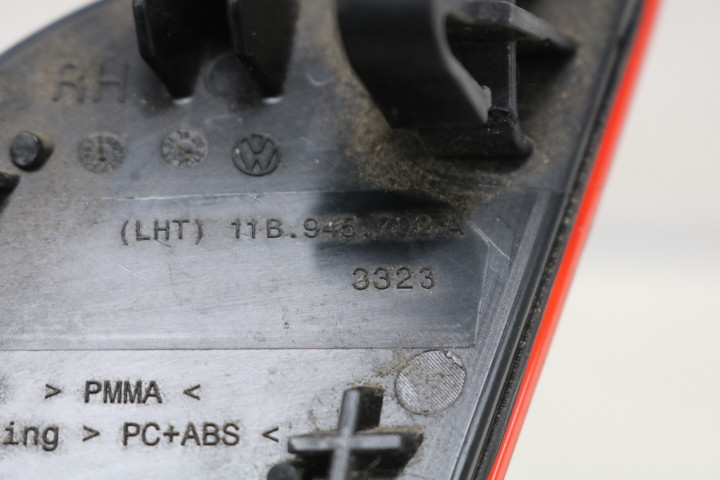 RH
(LHT) 11B.945.
3323
> PMMA <
ing > PC+ABS <